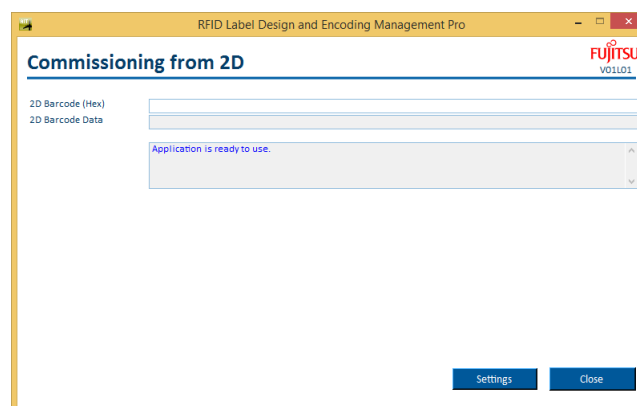 RFID Label Design and Encoding Management Pro
Commissioning from 2D
FUJITSU
V01L01
2D Barcode (Hex)
2D Barcode Data
Application is ready to use.
Settings
Close